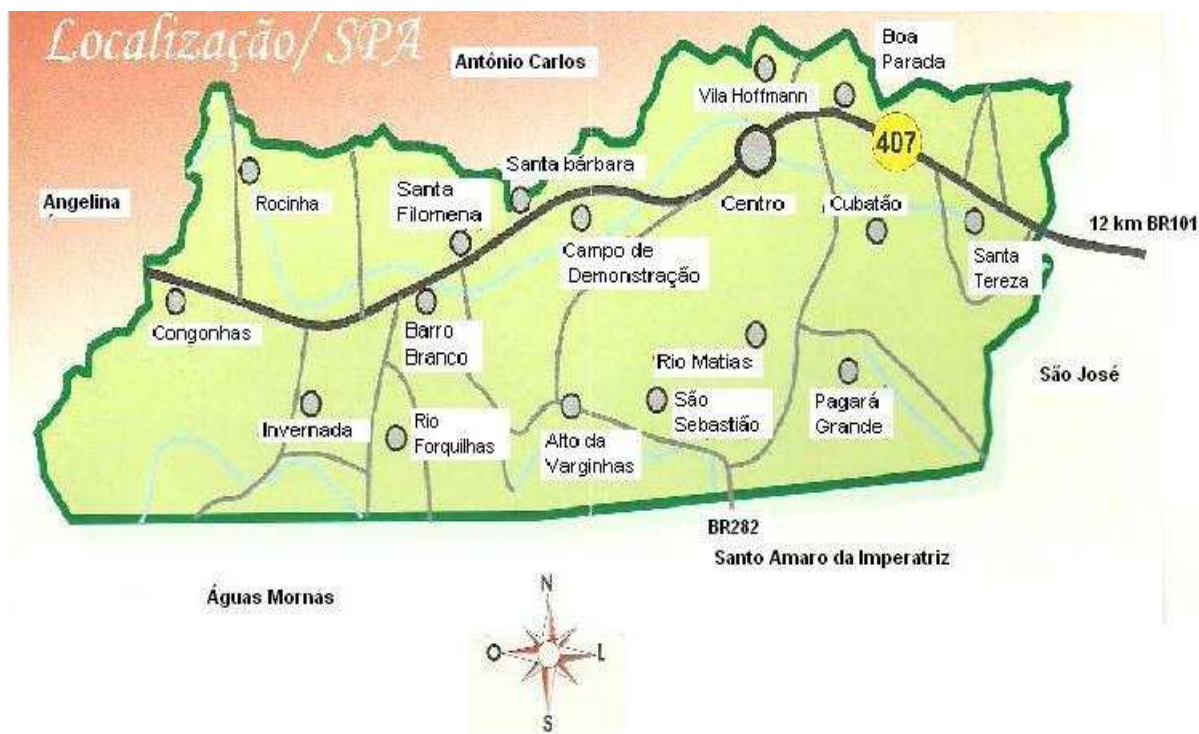 Localização/ SPA
Antônio Carlos
Boa
Parada
Vila Hoffmann
407
Santa bárbara
Angelina
Rocinha
Santa
Filomena
Centro
Cubatão
12 km BR101
Campo de
Demonstração
Santa
Tereza
Congonhas
Barro
Branco
Rio Matias
São José
Invernada
Rio
Forquilhas
Alto da
Varginhas
São
Sebastião
Pagará
Grande
BR282
Santo Amaro da Imperatriz
Águas Mornas
N
O
L
S